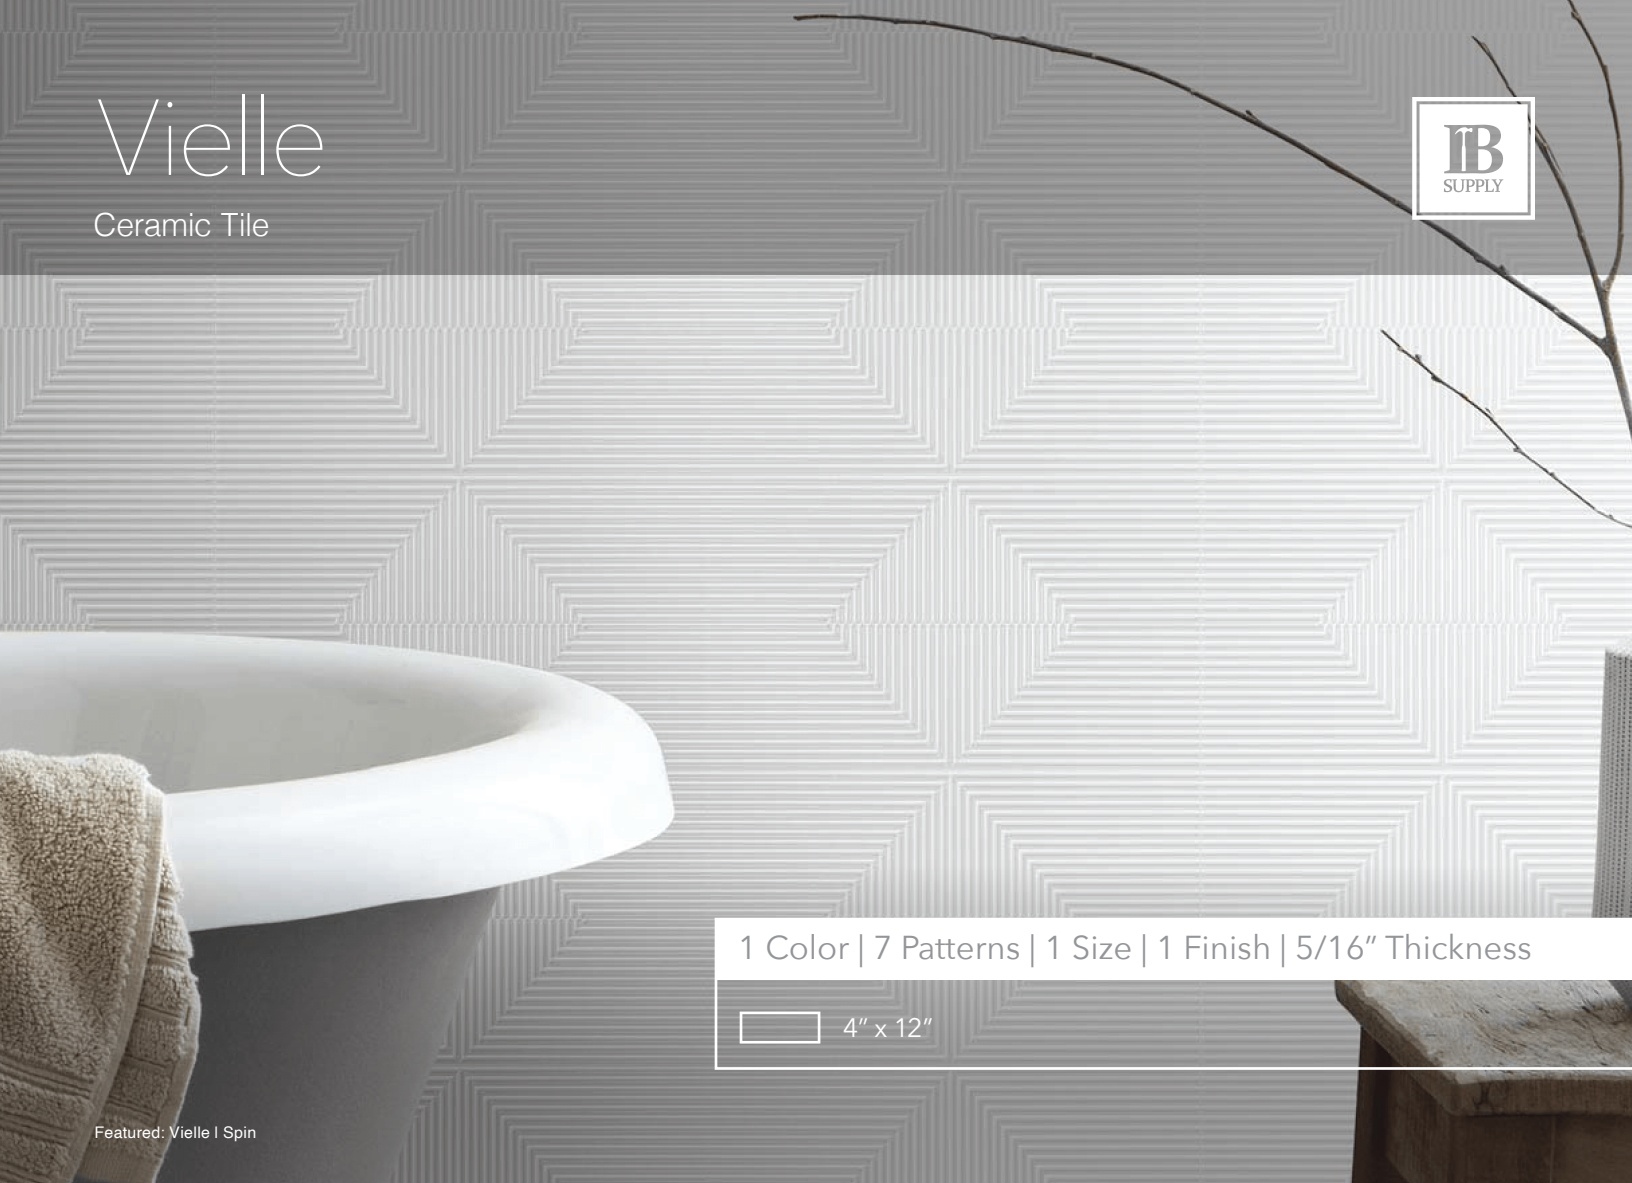 Vielle
Ceramic Tile
IB
SUPPLY
1 Color | 7 Patterns | 1 Size | 1 Finish | 5/16” Thickness
4” x 12”
Featured: Vielle | Spin